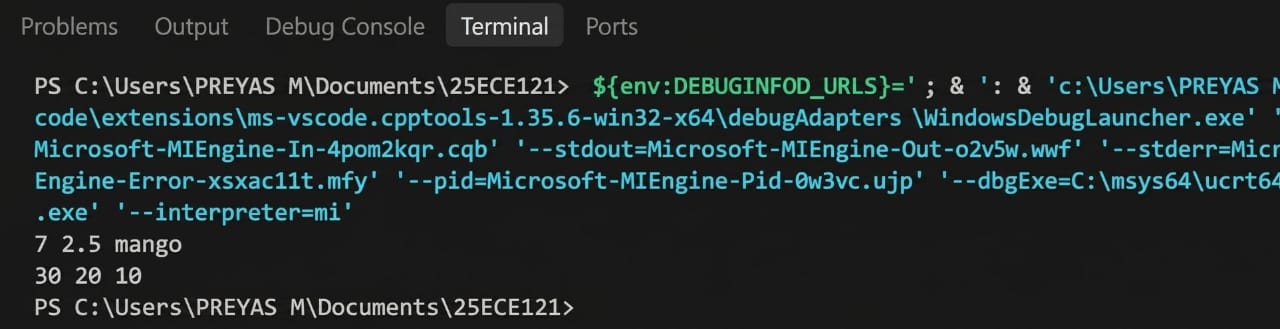 Problems Output Debug Console Terminal Ports
PS C:\Users\PREYAS M\Documents\25ECE121> ${env:DEBUGINFOD_URLS}='; & ': & 'c:\Users\PREYAS M
code\extensions\ms-vscode.cpptools-1.35.6-win32-x64\debugAdapters \WindowsDebugLauncher.exe' '
Microsoft-MIEngine-In-4pom2kqr.cqb' '--stdout=Microsoft-MIEngine-Out-o2v5w.wwf' '--stderr=Micr
Engine-Error-xsxac11t.mfy' '--pid=Microsoft-MIEngine-Pid-0w3vc.ujp' '--dbgExe=C:\msys64\ucrt64
.exe' '--interpreter=mi'
7 2.5 mango
30 20 10
PS C:\Users\PREYAS M\Documents\25ECE121>